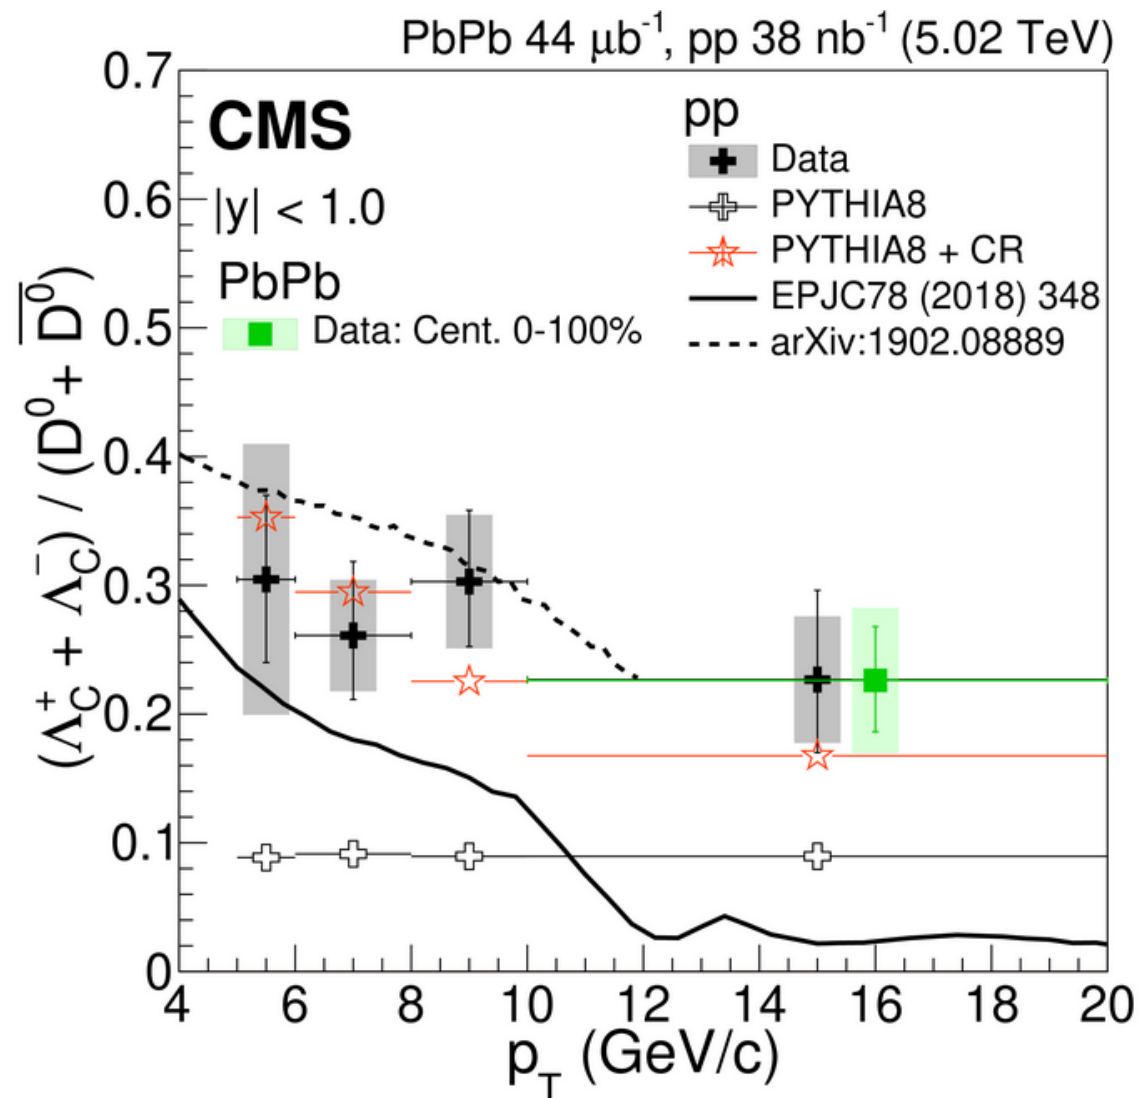 PbPb 44 μb⁻¹, pp 38 nb⁻¹ (5.02 TeV)
CMS
|y| < 1.0
PbPb
Data: Cent. 0-100%
pp
Data
PYTHIA8
PYTHIA8 + CR
EPJC78 (2018) 348
arXiv:1902.08889
(Λ_C⁺ + Λ̅_C⁻) / (D⁰ + D̅⁰)
0.7
0.6
0.5
0.4
0.3
0.2
0.1
0
4 6 8 10 12 14 16 18 20
p_T (GeV/c)